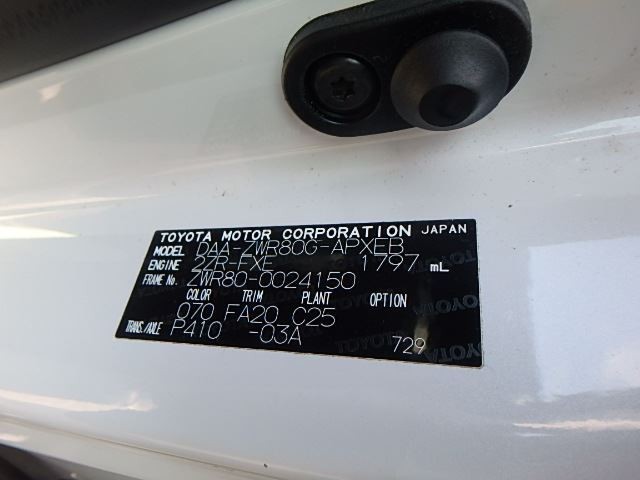 TOYOTA MOTOR CORPORATION JAPAN
MODEL DAA-ZWR80G-APXEB
ENGINE 2ZR-FXE 1797 mL
FRAME No. ZWR80-0024150
COLOR TRIM PLANT OPTION
070 FA20 C25
TRANS./AXLE P410 -03A
729